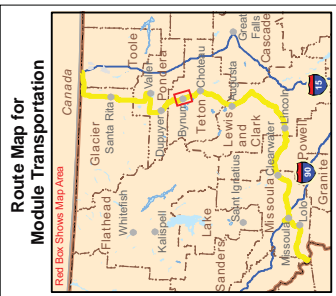 Route Map for
Module Transportation
Red Box Shows Map Area
Canada
Glacier
Toole
Santa Rita
Flathead
Valier
Pondera
Whitefish
Dupuyer
Kalispell
Bynum
Choteau
Teton
Great
Falls
Cascade
Lake
Augusta
Lewis
and
Clark
Sanders
Saint Ignatius
Lincoln
15
Missoula
Clearwater
Powell
Missoula
90
Lolo
Granite